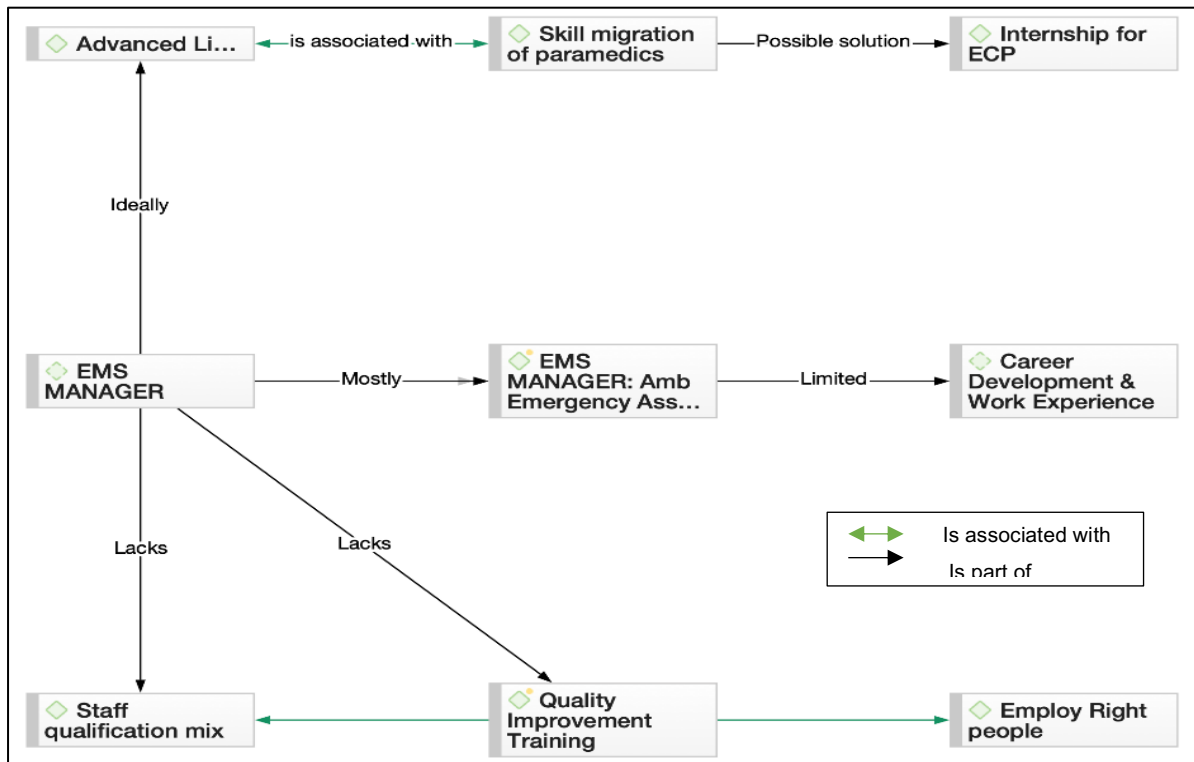 Advanced Li...
is associated with
Skill migration
of paramedics
Possible solution
Internship for
ECP
Ideally
EMS
MANAGER
Mostly
EMS
MANAGER: Amb
Emergency Ass...
Limited
Career
Development &
Work Experience
Lacks
Lacks
Is associated with
Is part of
Staff
qualification mix
Quality
Improvement
Training
Employ Right
people